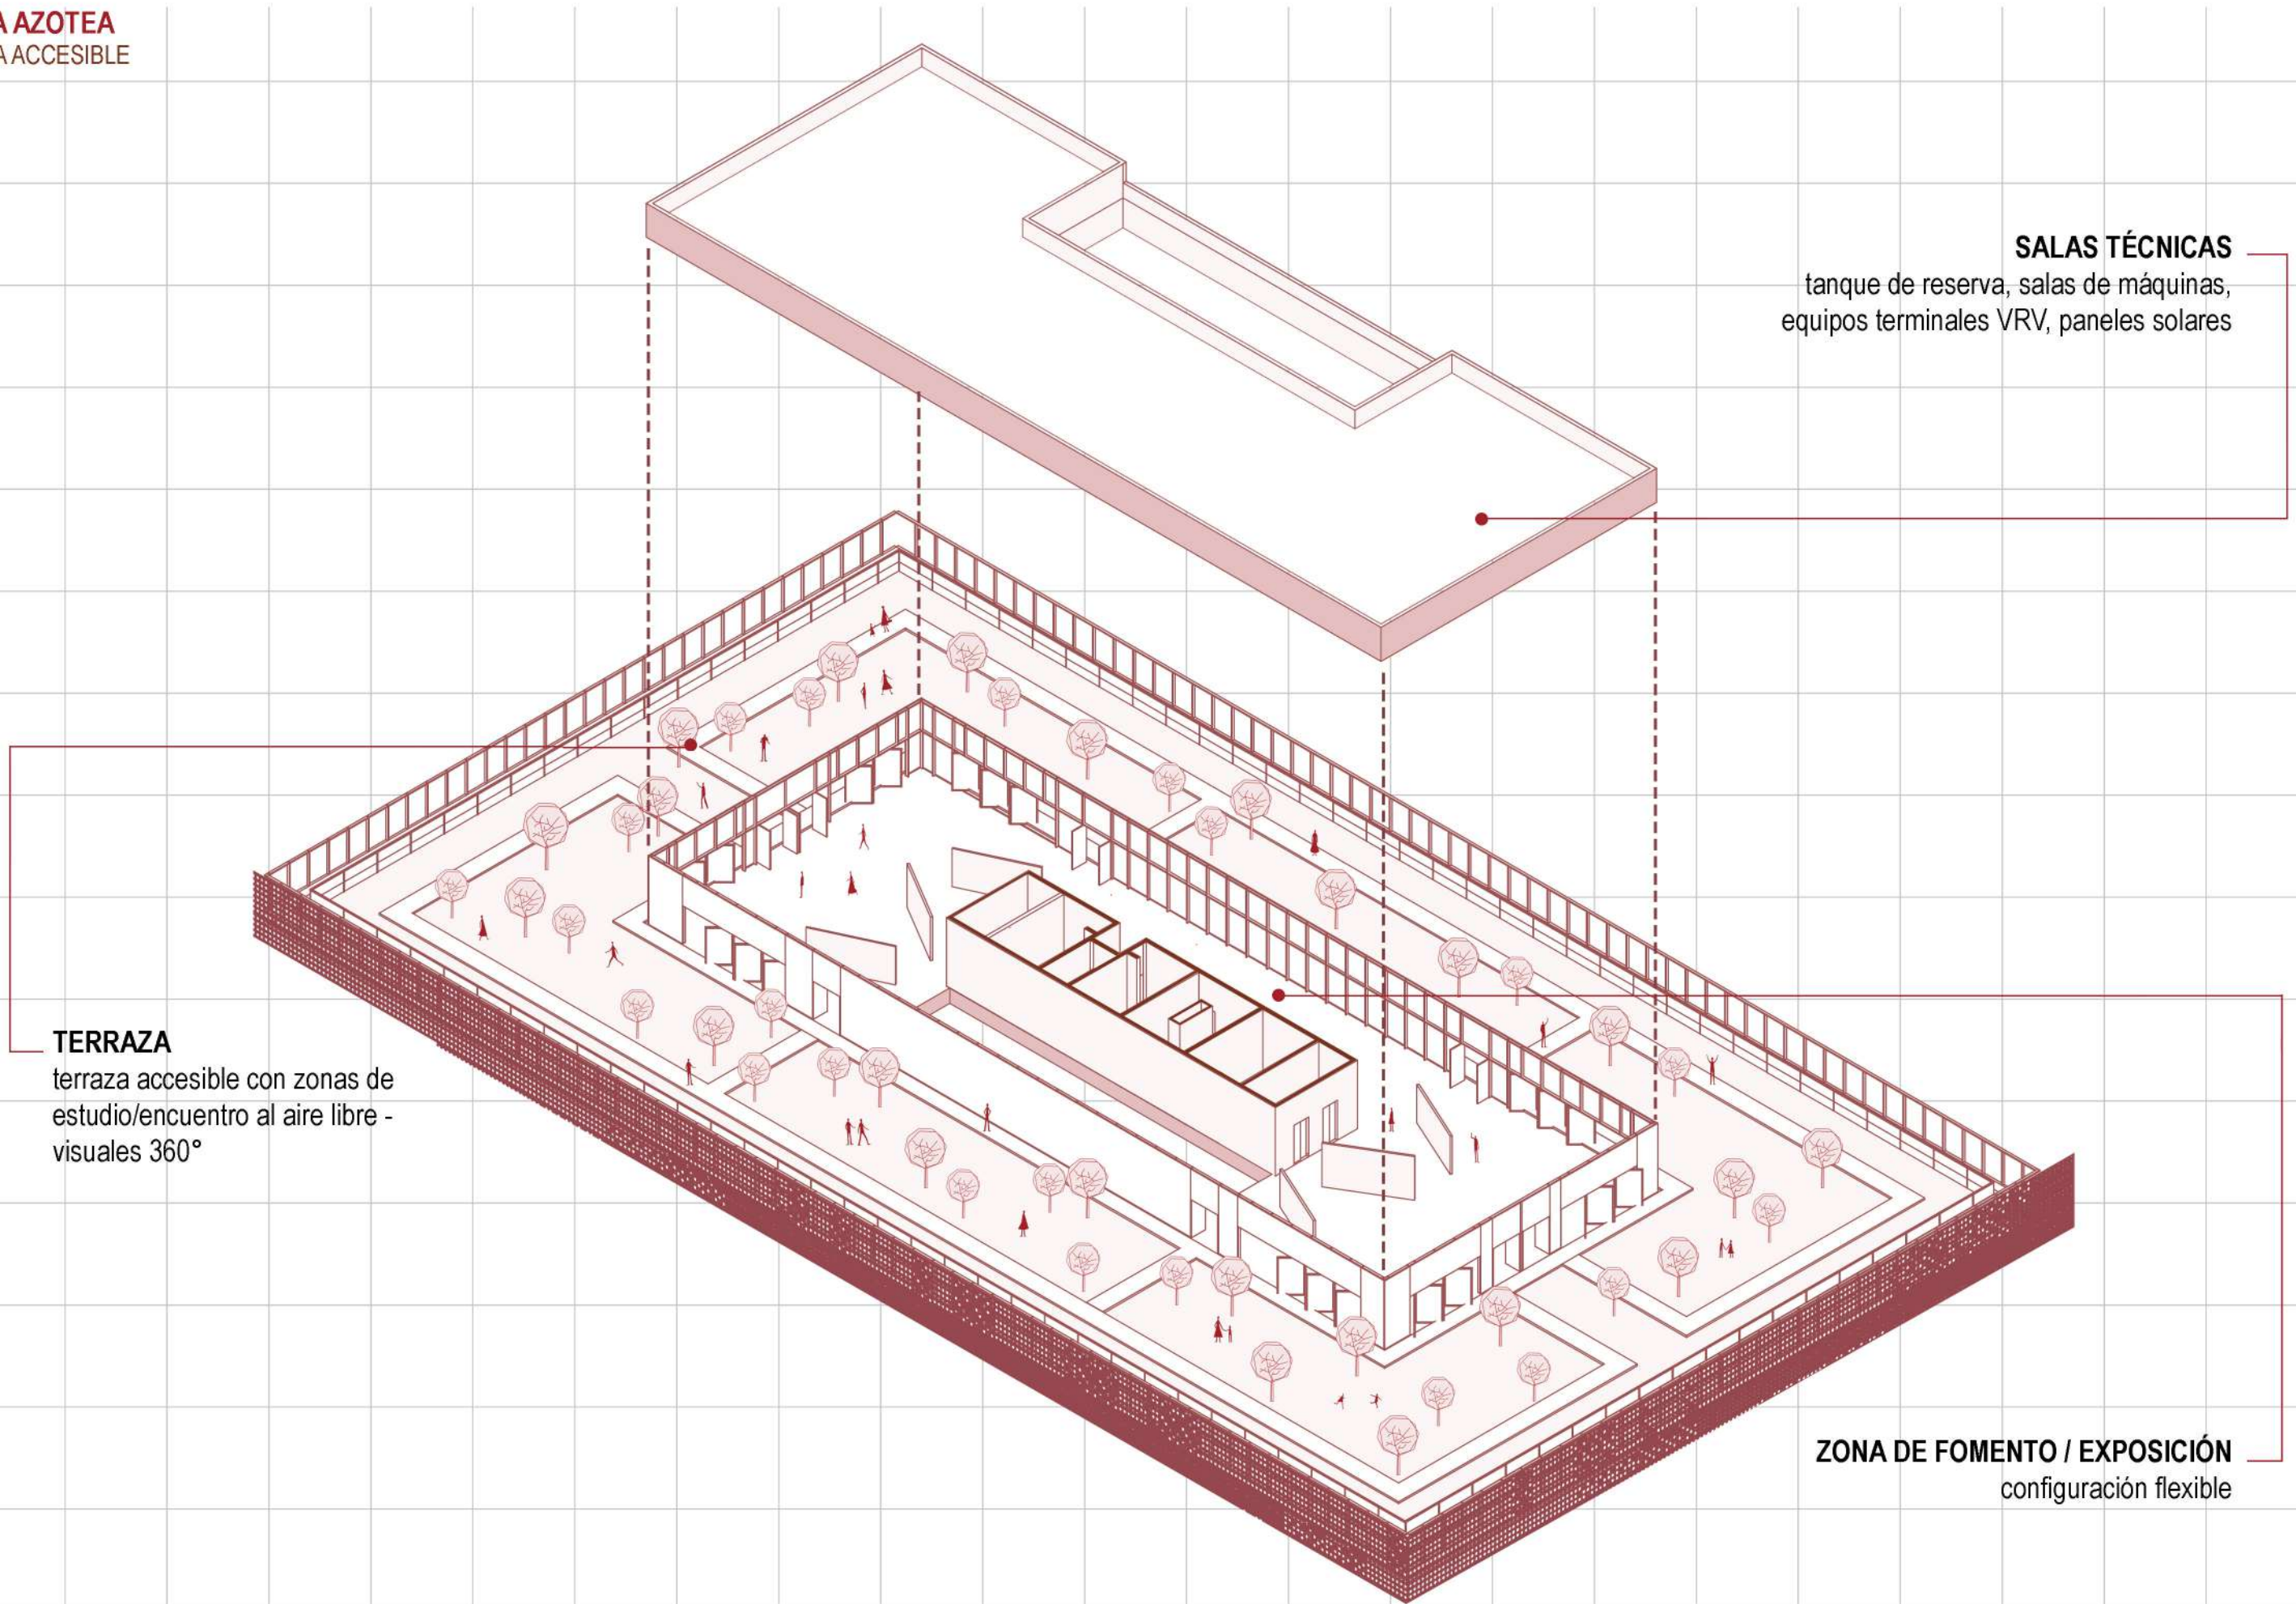 A AZOTEA
A ACCESIBLE
SALAS TÉCNICAS
tanque de reserva, salas de máquinas,
equipos terminales VRV, paneles solares
TERRAZA
terraza accesible con zonas de
estudio/encuentro al aire libre -
visuales 360°
ZONA DE FOMENTO / EXPOSICIÓN
configuración flexible